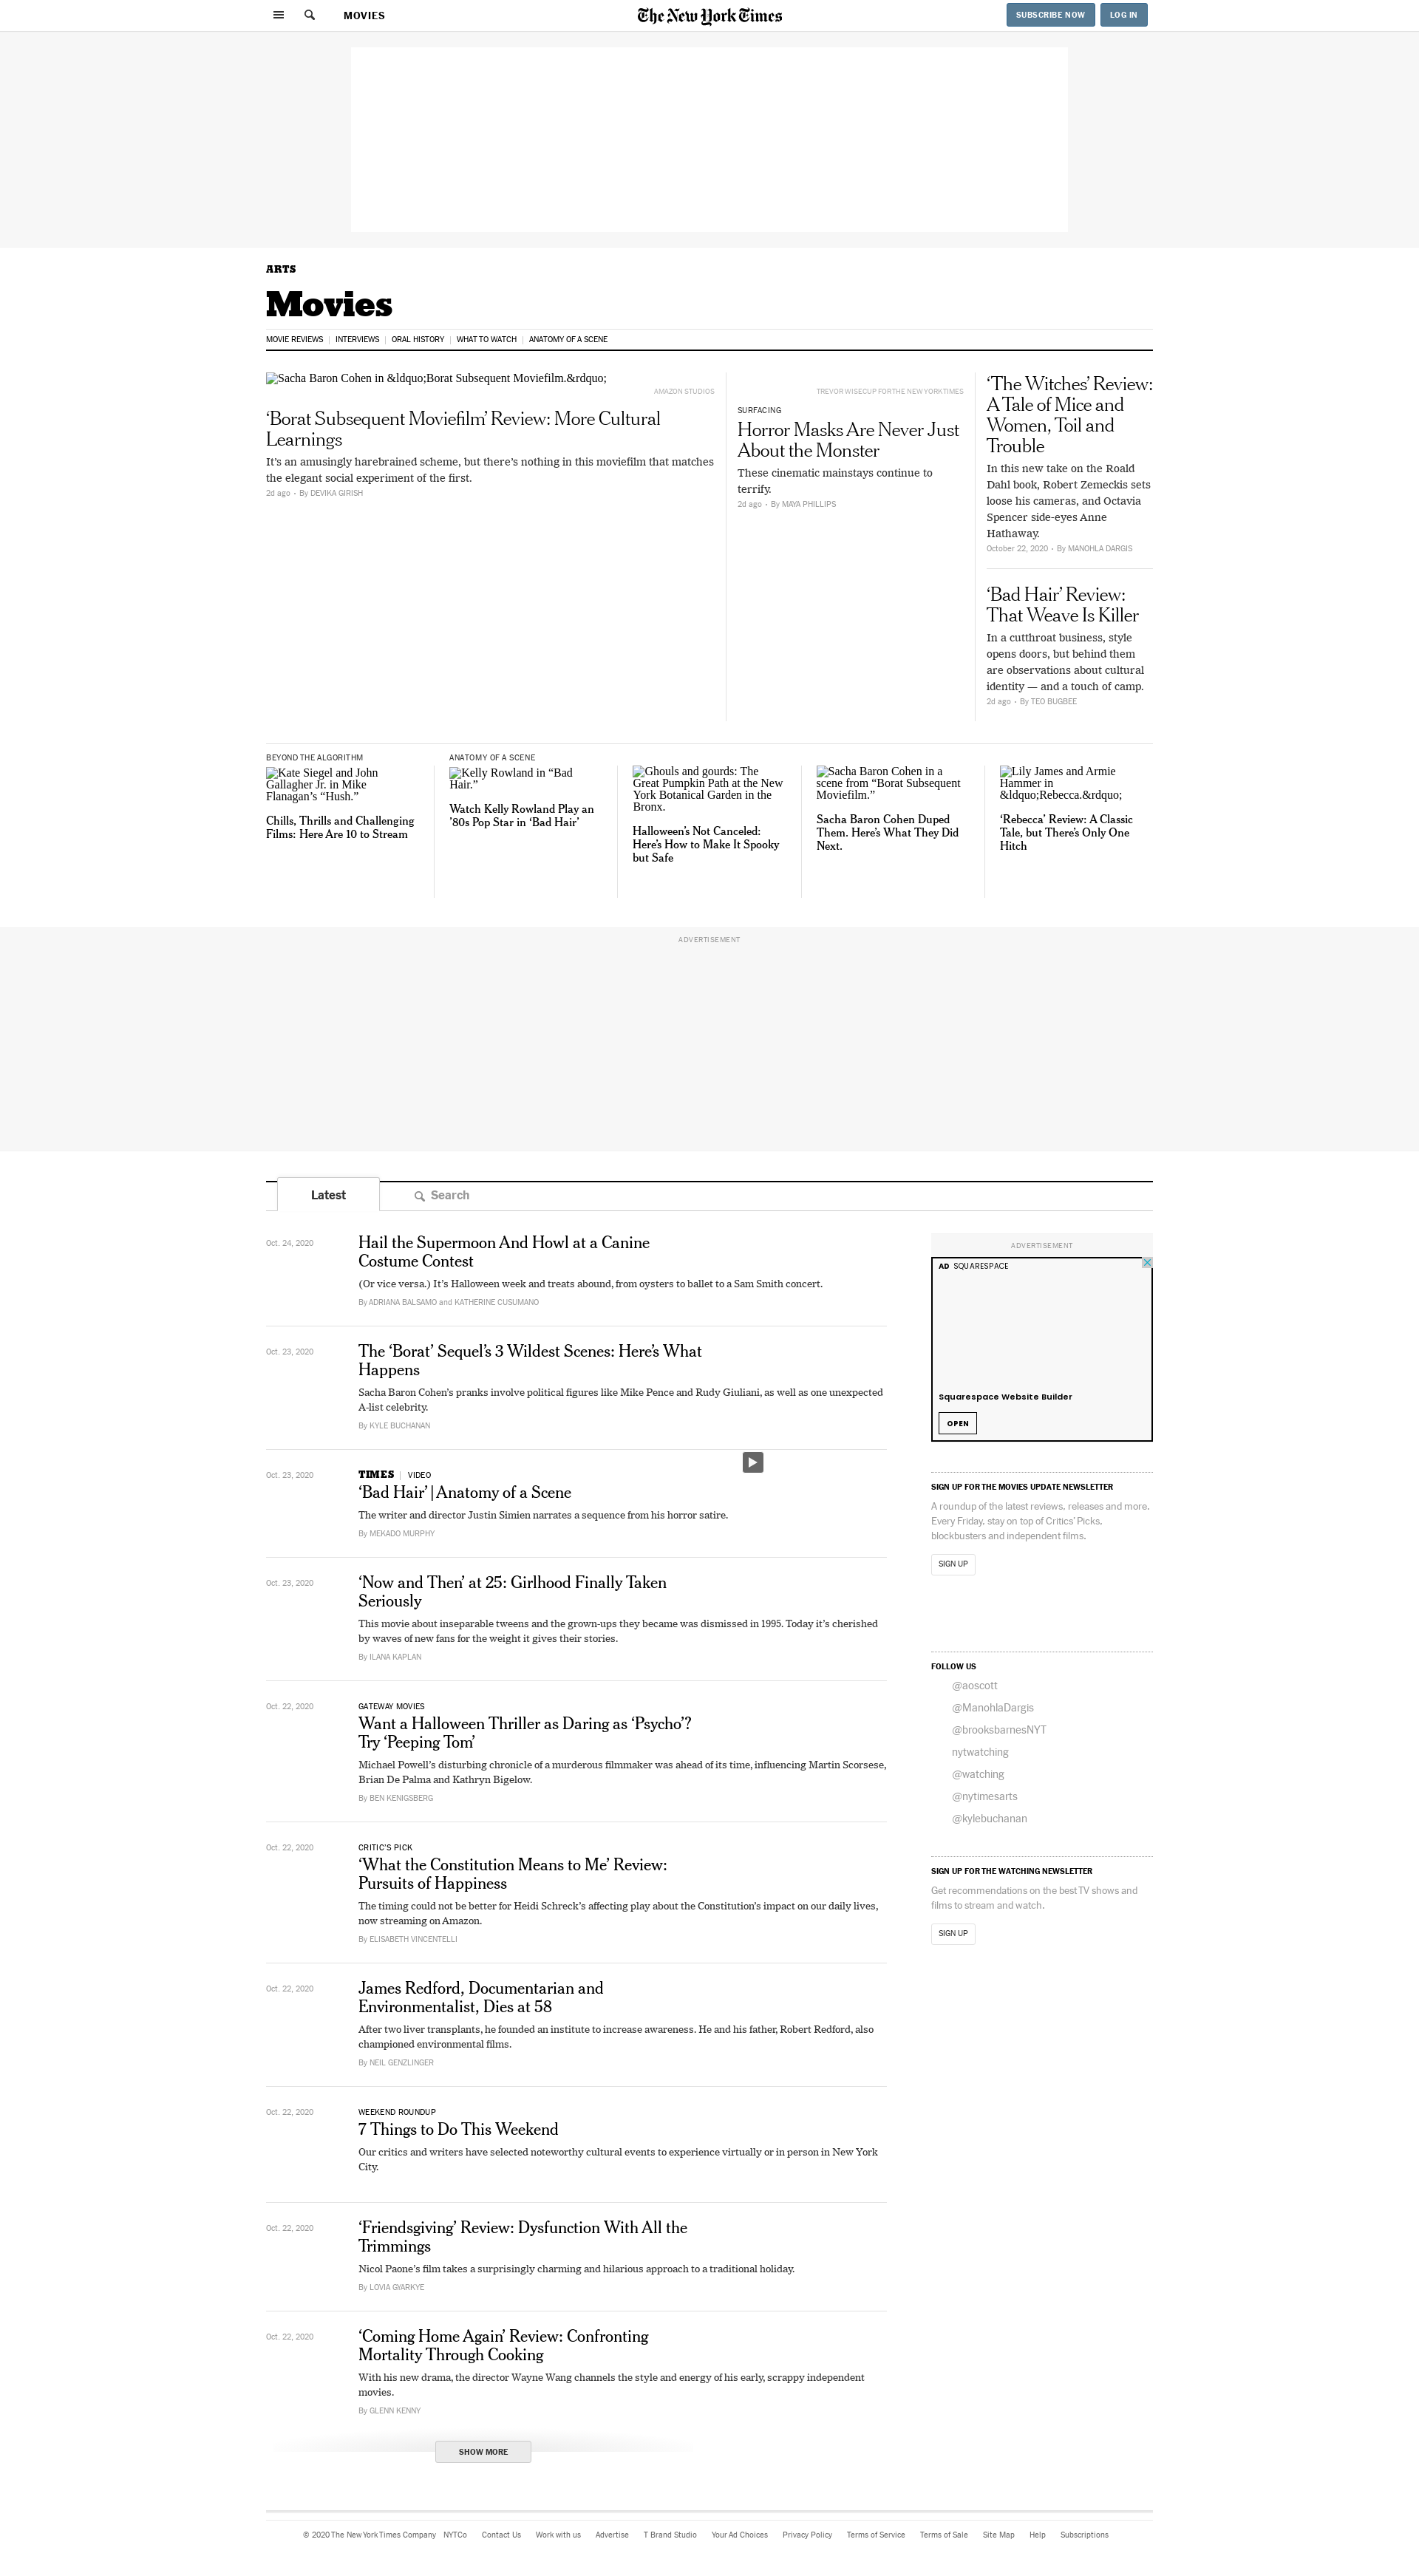 MOVIES
The New York Times
SUBSCRIBE NOW
LOG IN
ARTS
Movies
MOVIE REVIEWS
INTERVIEWS
ORAL HISTORY
WHAT TO WATCH
ANATOMY OF A SCENE
Sacha Baron Cohen in &ldquo;Borat Subsequent Moviefilm.&rdquo;
AMAZON STUDIOS
‘Borat Subsequent Moviefilm’ Review: More Cultural
Learnings
It’s an amusingly harebrained scheme, but there’s nothing in this moviefilm that matches
the elegant social experiment of the first.
2d ago • By DEVIKA GIRISH
TREVOR WISECUP FOR THE NEW YORK TIMES
SURFACING
Horror Masks Are Never Just
About the Monster
These cinematic mainstays continue to
terrify.
2d ago • By MAYA PHILLIPS
‘The Witches’ Review:
A Tale of Mice and
Women, Toil and
Trouble
In this new take on the Roald
Dahl book, Robert Zemeckis sets
loose his cameras, and Octavia
Spencer side-eyes Anne
Hathaway.
October 22, 2020 • By MANOHLA DARGIS
‘Bad Hair’ Review:
That Weave Is Killer
In a cutthroat business, style
opens doors, but behind them
are observations about cultural
identity — and a touch of camp.
2d ago • By TEO BUGBEE
BEYOND THE ALGORITHM
Kate Siegel and John
Gallagher Jr. in Mike
Flanagan’s “Hush.”
Chills, Thrills and Challenging
Films: Here Are 10 to Stream
ANATOMY OF A SCENE
Kelly Rowland in “Bad
Hair.”
Watch Kelly Rowland Play an
’80s Pop Star in ‘Bad Hair’
Ghouls and gourds: The
Great Pumpkin Path at the New
York Botanical Garden in the
Bronx.
Halloween’s Not Canceled:
Here’s How to Make It Spooky
but Safe
Sacha Baron Cohen in a
scene from “Borat Subsequent
Moviefilm.”
Sacha Baron Cohen Duped
Them. Here’s What They Did
Next.
Lily James and Armie
Hammer in
&ldquo;Rebecca.&rdquo;
‘Rebecca’ Review: A Classic
Tale, but There’s Only One
Hitch
ADVERTISEMENT
Latest
Search
Oct. 24, 2020
Hail the Supermoon And Howl at a Canine
Costume Contest
(Or vice versa.) It’s Halloween week and treats abound, from oysters to ballet to a Sam Smith concert.
By ADRIANA BALSAMO and KATHERINE CUSUMANO
Oct. 23, 2020
The ‘Borat’ Sequel’s 3 Wildest Scenes: Here’s What
Happens
Sacha Baron Cohen’s pranks involve political figures like Mike Pence and Rudy Giuliani, as well as one unexpected
A-list celebrity.
By KYLE BUCHANAN
Oct. 23, 2020
TIMES | VIDEO
‘Bad Hair’ | Anatomy of a Scene
The writer and director Justin Simien narrates a sequence from his horror satire.
By MEKADO MURPHY
Oct. 23, 2020
‘Now and Then’ at 25: Girlhood Finally Taken
Seriously
This movie about inseparable tweens and the grown-ups they became was dismissed in 1995. Today it’s cherished
by waves of new fans for the weight it gives their stories.
By ILANA KAPLAN
Oct. 22, 2020
GATEWAY MOVIES
Want a Halloween Thriller as Daring as ‘Psycho’?
Try ‘Peeping Tom’
Michael Powell’s disturbing chronicle of a murderous filmmaker was ahead of its time, influencing Martin Scorsese,
Brian De Palma and Kathryn Bigelow.
By BEN KENIGSBERG
Oct. 22, 2020
CRITIC’S PICK
‘What the Constitution Means to Me’ Review:
Pursuits of Happiness
The timing could not be better for Heidi Schreck’s affecting play about the Constitution’s impact on our daily lives,
now streaming on Amazon.
By ELISABETH VINCENTELLI
Oct. 22, 2020
James Redford, Documentarian and
Environmentalist, Dies at 58
After two liver transplants, he founded an institute to increase awareness. He and his father, Robert Redford, also
championed environmental films.
By NEIL GENZLINGER
Oct. 22, 2020
WEEKEND ROUNDUP
7 Things to Do This Weekend
Our critics and writers have selected noteworthy cultural events to experience virtually or in person in New York
City.
Oct. 22, 2020
‘Friendsgiving’ Review: Dysfunction With All the
Trimmings
Nicol Paone’s film takes a surprisingly charming and hilarious approach to a traditional holiday.
By LOVIA GYARKYE
Oct. 22, 2020
‘Coming Home Again’ Review: Confronting
Mortality Through Cooking
With his new drama, the director Wayne Wang channels the style and energy of his early, scrappy independent
movies.
By GLENN KENNY
SHOW MORE
ADVERTISEMENT
AD SQUARESPACE
Squarespace Website Builder
OPEN
SIGN UP FOR THE MOVIES UPDATE NEWSLETTER
A roundup of the latest reviews, releases and more.
Every Friday, stay on top of Critics’ Picks,
blockbusters and independent films.
SIGN UP
FOLLOW US
@aoscott
@ManohlaDargis
@brooksbarnesNYT
nytwatching
@watching
@nytimesarts
@kylebuchanan
SIGN UP FOR THE WATCHING NEWSLETTER
Get recommendations on the best TV shows and
films to stream and watch.
SIGN UP
© 2020 The New York Times Company NYTCo Contact Us Work with us Advertise T Brand Studio Your Ad Choices Privacy Policy Terms of Service Terms of Sale Site Map Help Subscriptions